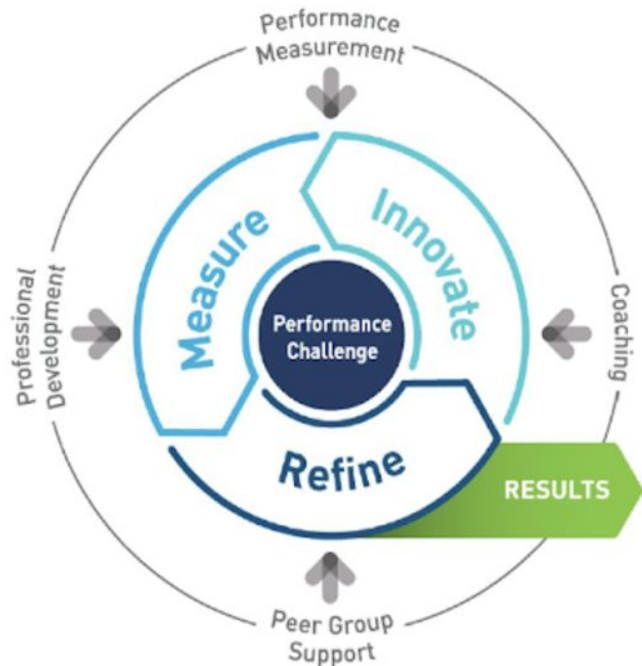 Performance
Measurement
Innovate
Measure
Performance
Challenge
Professional
Development
Coaching
Refine
RESULTS
Peer Group
Support